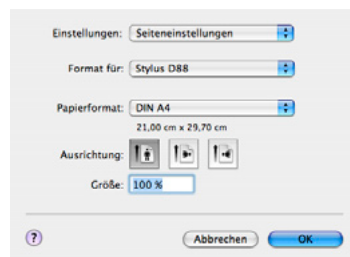 Einstellungen: Seiteneinstellungen
Format für: Stylus D88
Papierformat: DIN A4
21,00 cm x 29,70 cm
Ausrichtung:
Größe: 100 %
? Abbrechen OK